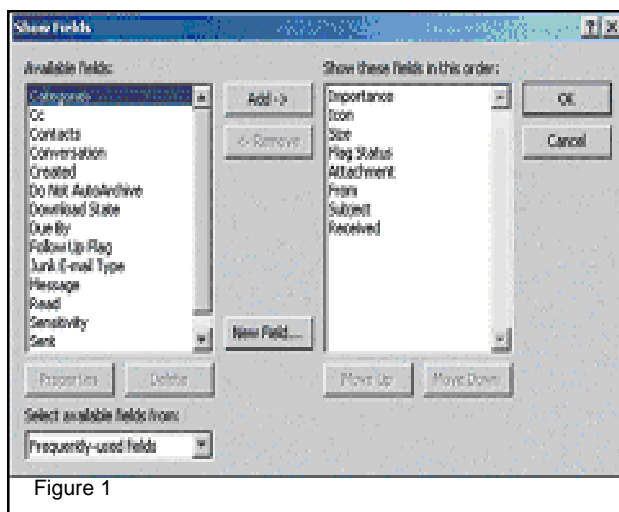 Show Fields
Available fields:
Show these fields in this order:
Categories
Cc
Contacts
Conversation
Created
Do Not AutoArchive
Download State
Due By
Follow Up Flag
Junk E-mail Type
Message
Read
Sensitivity
Sent
Add ->
<- Remove
New Field...
Importance
Icon
Size
Flag Status
Attachment
From
Subject
Received
OK
Cancel
Properties
Delete
Move Up
Move Down
Select available fields from:
Frequently-used fields
Figure 1